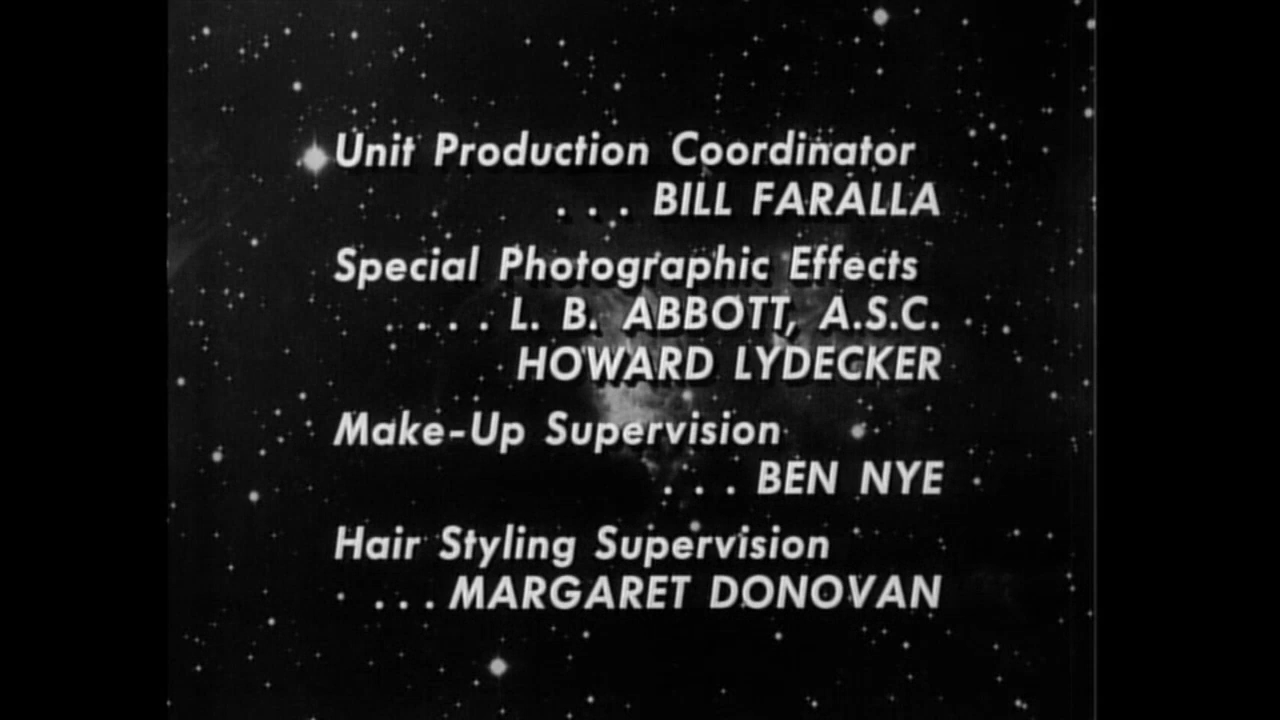 Unit Production Coordinator
. . . BILL FARALLA
Special Photographic Effects
. . . . L. B. ABBOTT, A.S.C.
HOWARD LYDECKER
Make-Up Supervision
. . . BEN NYE
Hair Styling Supervision
. . . MARGARET DONOVAN